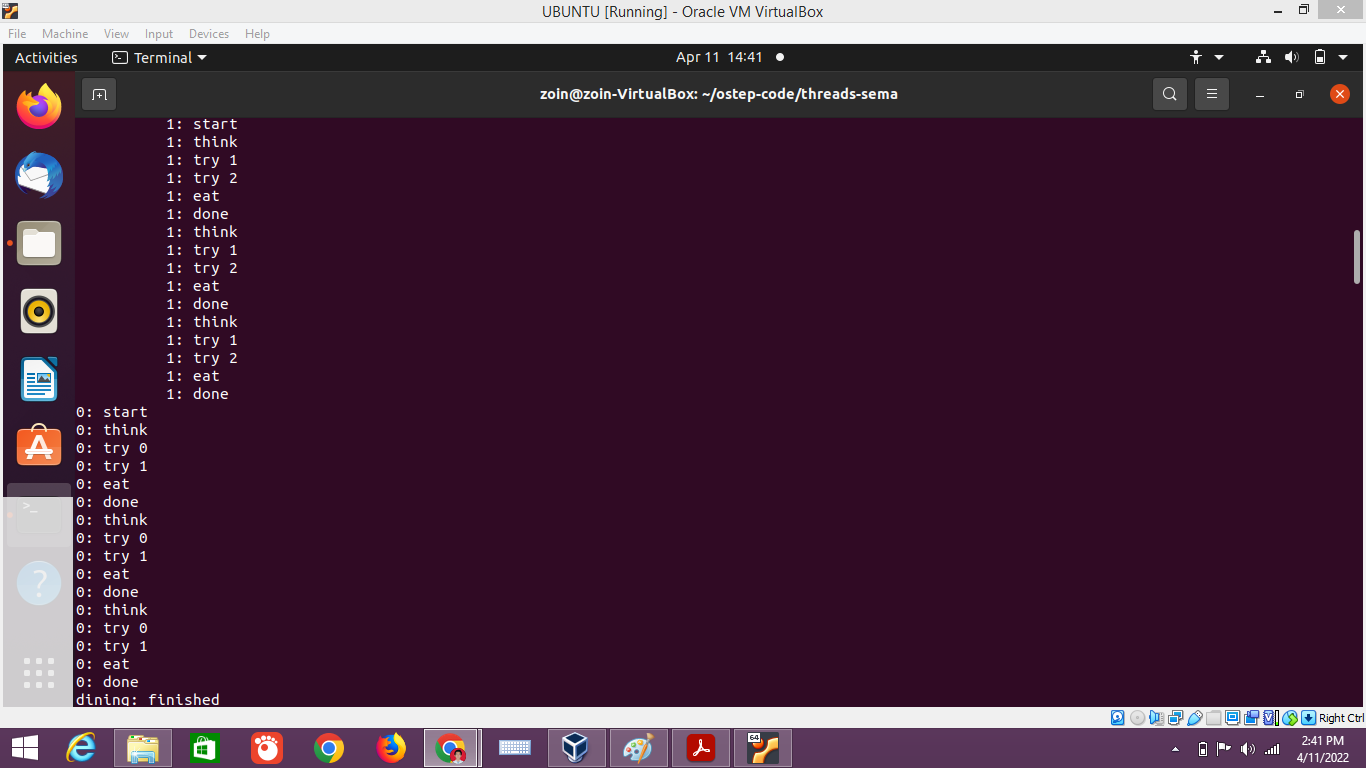 UBUNTU [Running] - Oracle VM VirtualBox
File Machine View Input Devices Help
Activities Terminal Apr 11 14:41
zoin@zoin-VirtualBox: ~/ostep-code/threads-sema
1: start
1: think
1: try 1
1: try 2
1: eat
1: done
1: think
1: try 1
1: try 2
1: eat
1: done
1: think
1: try 1
1: try 2
1: eat
1: done
0: start
0: think
0: try 0
0: try 1
0: eat
0: done
0: think
0: try 0
0: try 1
0: eat
0: done
0: think
0: try 0
0: try 1
0: eat
0: done
dining: finished
Right Ctrl
64
2:41 PM
4/11/2022